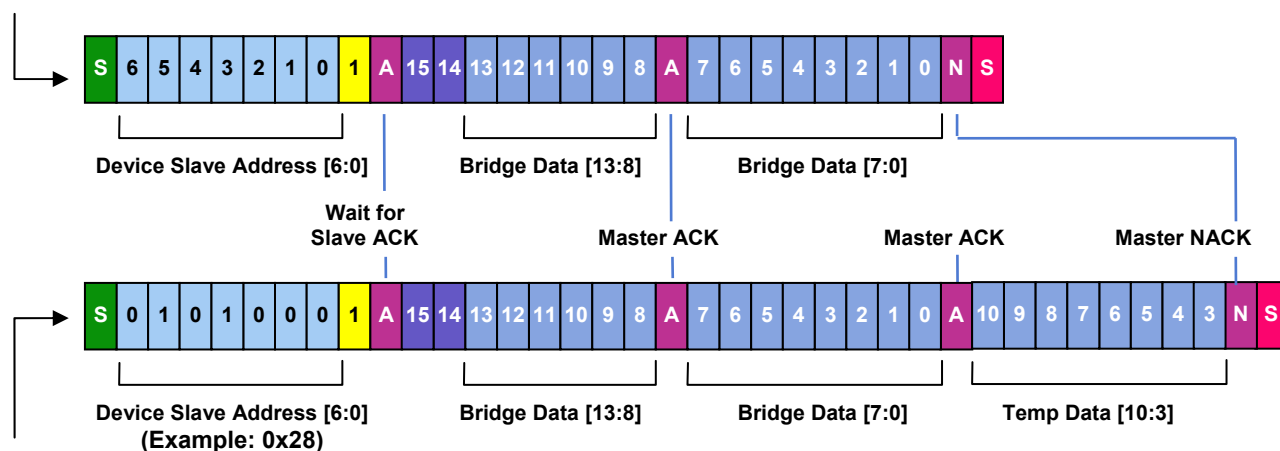 S 6 5 4 3 2 1 0 1 A 15 14 13 12 11 10 9 8 A 7 6 5 4 3 2 1 0 N S
Device Slave Address [6:0] Bridge Data [13:8] Bridge Data [7:0]
Wait for
Slave ACK Master ACK Master ACK Master NACK
S 0 1 0 1 0 0 0 1 A 15 14 13 12 11 10 9 8 A 7 6 5 4 3 2 1 0 A 10 9 8 7 6 5 4 3 N S
Device Slave Address [6:0] Bridge Data [13:8] Bridge Data [7:0] Temp Data [10:3]
(Example: 0x28)